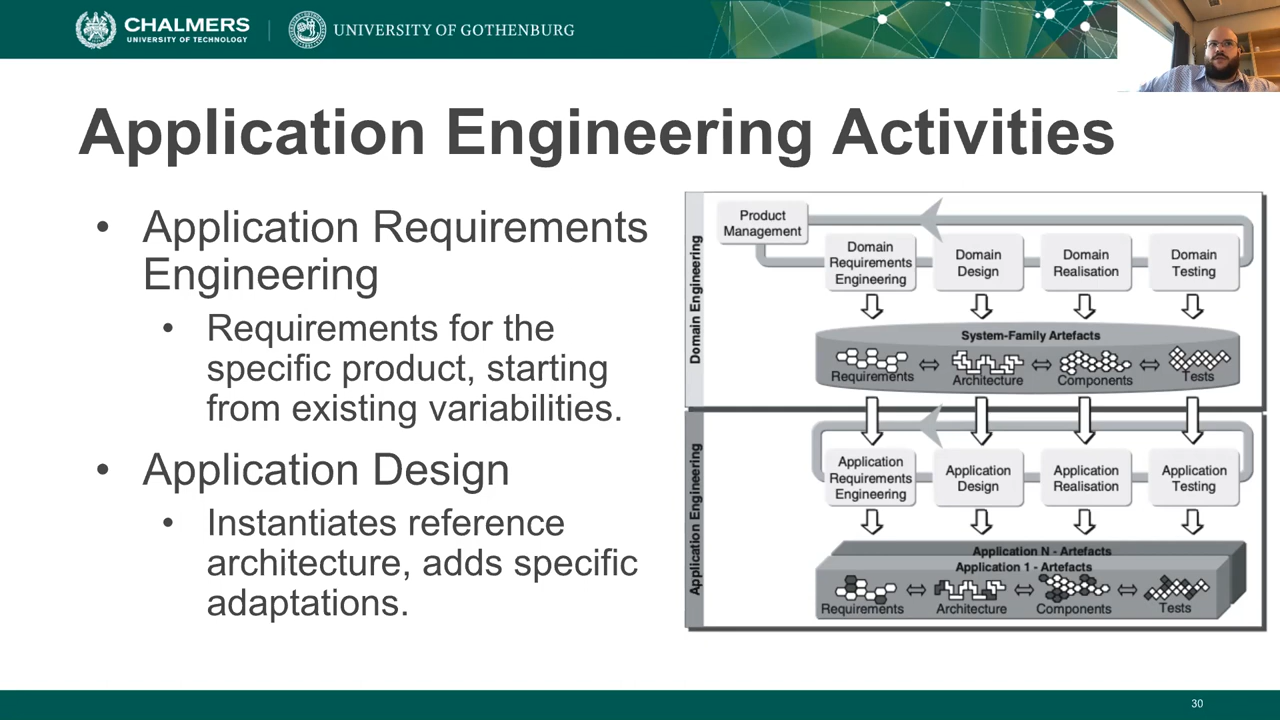 CHALMERS
UNIVERSITY OF TECHNOLOGY
UNIVERSITY OF GOTHENBURG
Application Engineering Activities
• Application Requirements
Engineering
• Requirements for the
specific product, starting
from existing variabilities.
• Application Design
• Instantiates reference
architecture, adds specific
adaptations.
Domain Engineering
Product
Management
Domain
Requirements
Engineering
Domain
Design
Domain
Realisation
Domain
Testing
System-Family Artefacts
Requirements
Architecture
Components
Tests
Application Engineering
Application
Requirements
Engineering
Application
Design
Application
Realisation
Application
Testing
Application N - Artefacts
Application 1 - Artefacts
Requirements
Architecture
Components
Tests
30